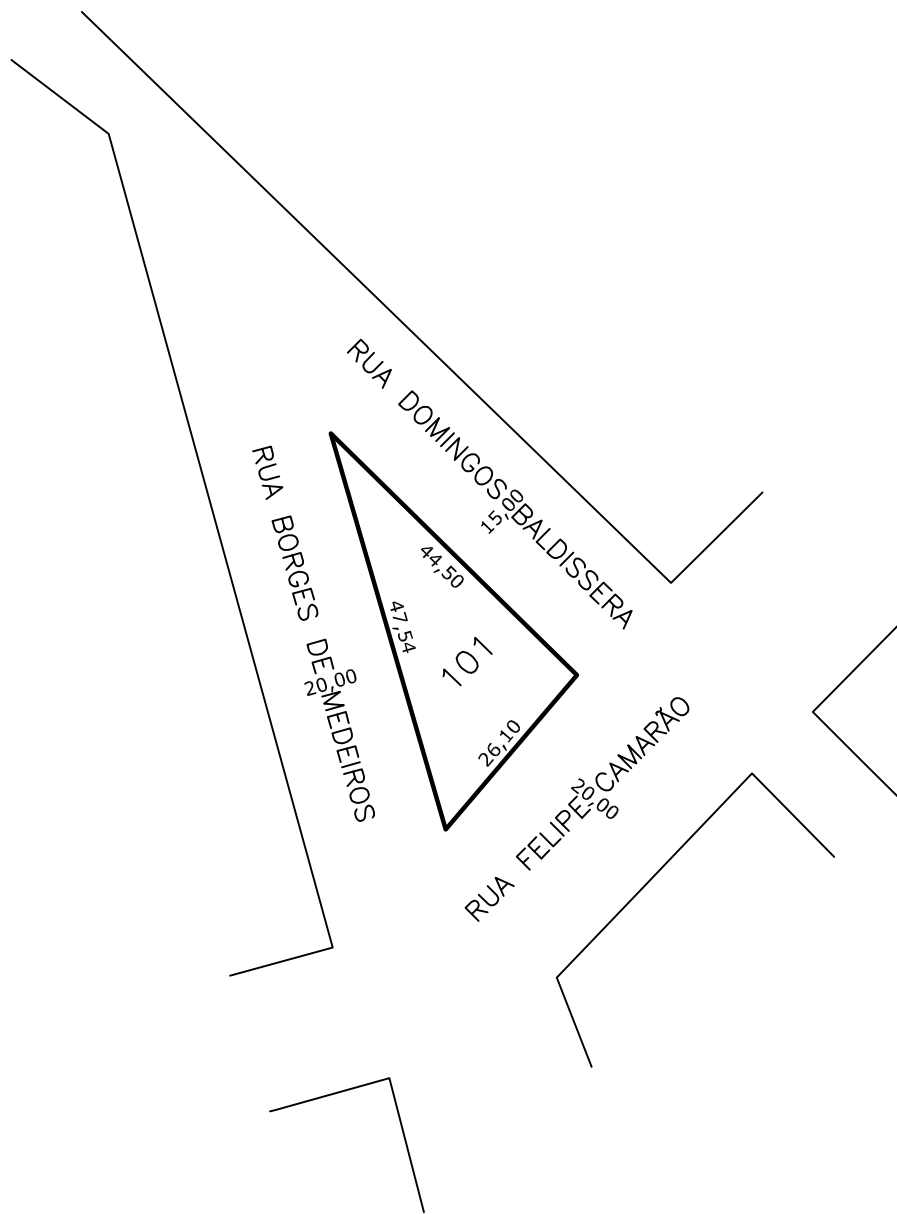 RUA DOMINGOS BALDISSERA
15,00
RUA BORGES DE MEDEIROS
20,00
44,50
47,54
101
26,10
RUA FELIPE CAMARÃO
20,00